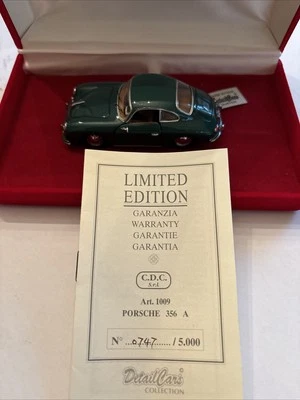 LIMITED
EDITION
GARANZIA
WARRANTY
GARANTIE
GARANTIA
C.D.C.
S.r.l.
Art. 1009
PORSCHE 356 A
N° 0747 / 5.000
DetailCars
COLLECTION